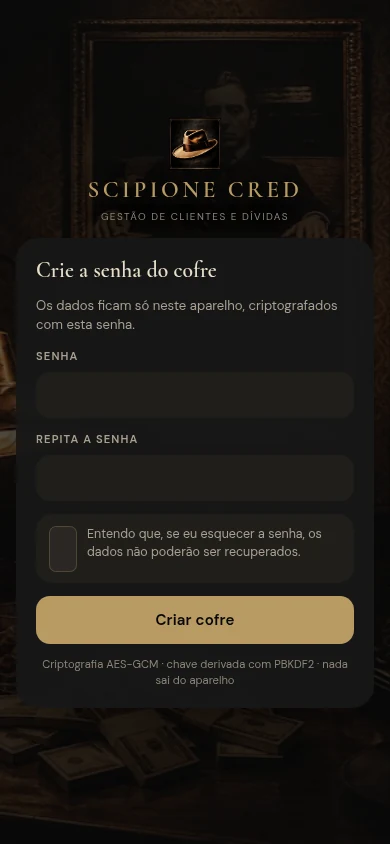 SCIPIONE CRED
GESTÃO DE CLIENTES E DÍVIDAS
Crie a senha do cofre
Os dados ficam só neste aparelho, criptografados
com esta senha.
SENHA
REPITA A SENHA
Entendo que, se eu esquecer a senha, os
dados não poderão ser recuperados.
Criar cofre
Criptografia AES-GCM · chave derivada com PBKDF2 · nada
sai do aparelho